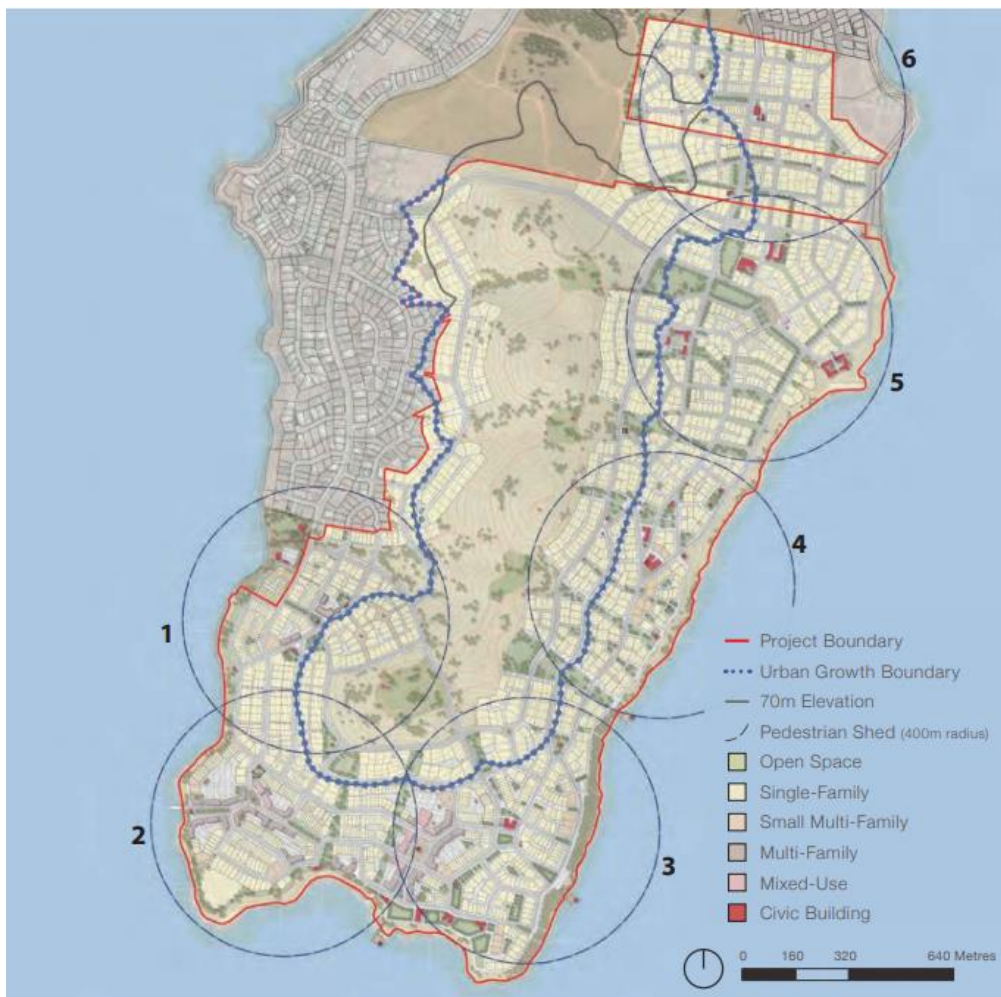 6
5
4
1
2
3
Project Boundary
Urban Growth Boundary
70m Elevation
Pedestrian Shed (400m radius)
Open Space
Single-Family
Small Multi-Family
Multi-Family
Mixed-Use
Civic Building
0 160 320 640 Metres